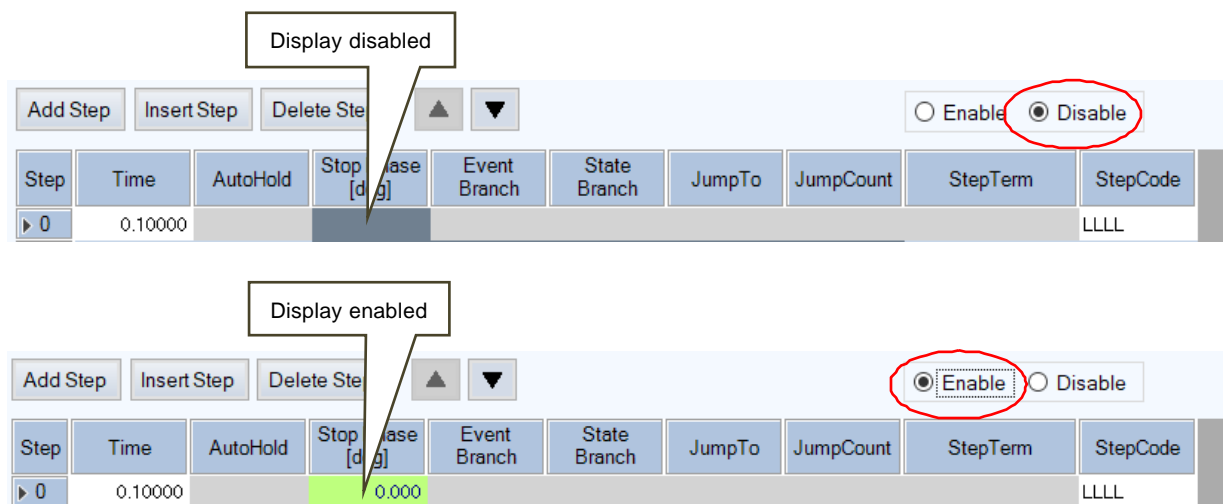 Display disabled
Add Step Insert Step Delete Ste Enable Disable
Step Time AutoHold Stop ase [d g] Event Branch State Branch JumpTo JumpCount StepTerm StepCode
0 0.10000 LLLL
Display enabled
Add Step Insert Step Delete Ste Enable Disable
Step Time AutoHold Stop ase [d g] Event Branch State Branch JumpTo JumpCount StepTerm StepCode
0 0.10000 0.000 LLLL